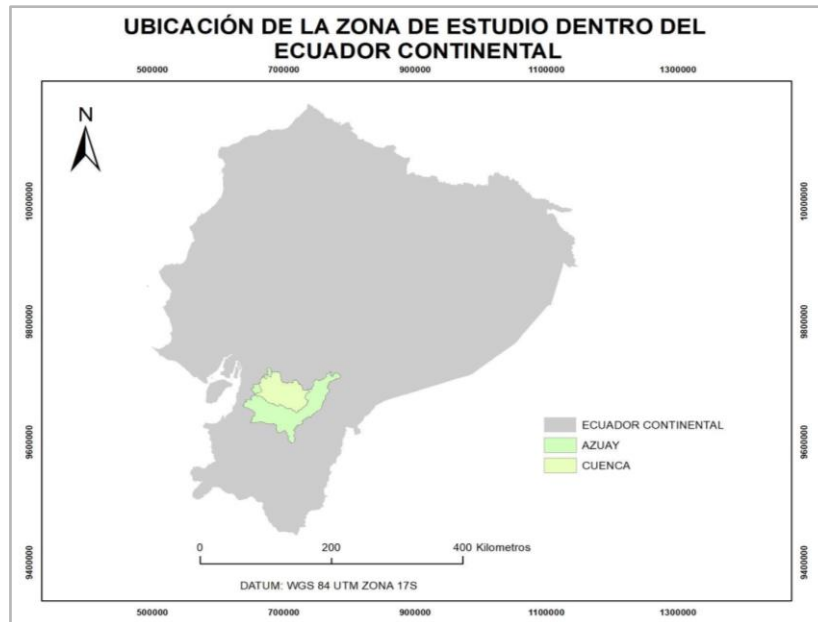 UBICACIÓN DE LA ZONA DE ESTUDIO DENTRO DEL
ECUADOR CONTINENTAL
500000 700000 900000 1100000 1300000
N
10000000 10000000
9800000 9800000
9600000 9600000
9400000 9400000
ECUADOR CONTINENTAL
AZUAY
CUENCA
0 200 400 Kilometros
DATUM: WGS 84 UTM ZONA 17S
500000 700000 900000 1100000 1300000